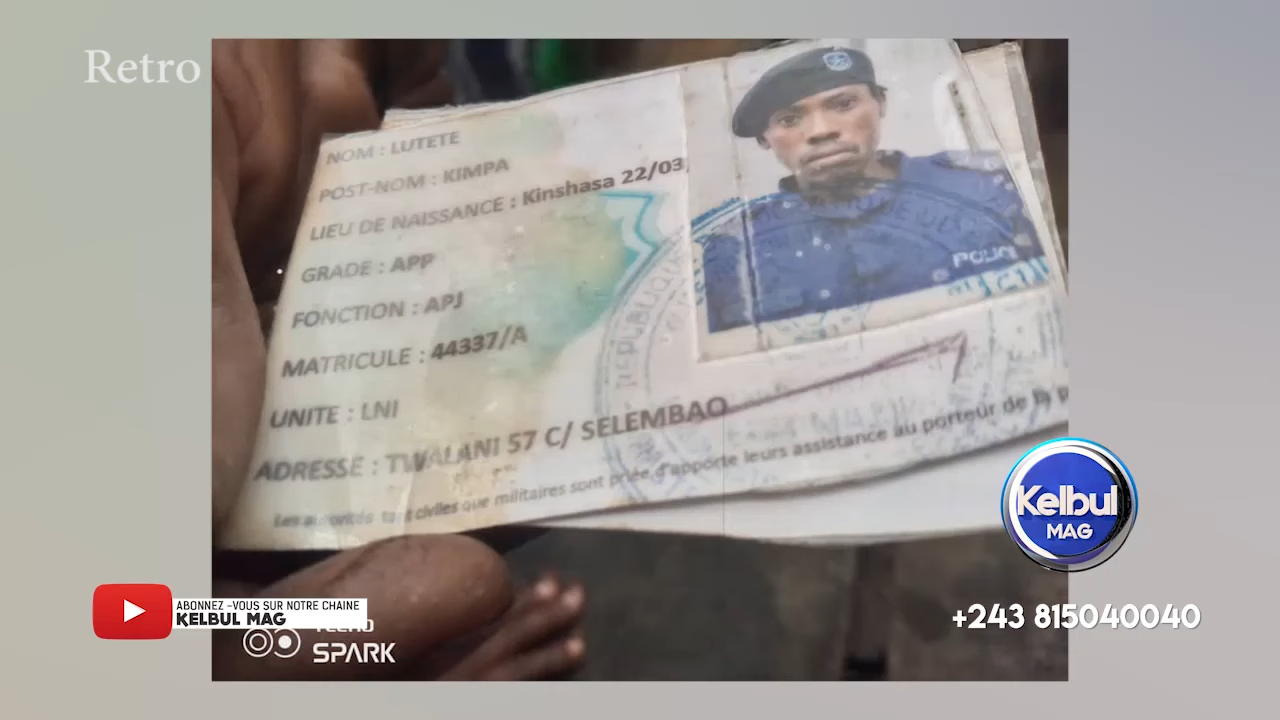 Retro
NOM : LUTETE
POST-NOM : KIMPA
LIEU DE NAISSANCE : Kinshasa 22/03
GRADE : APP
FONCTION : APJ
MATRICULE : 44337/A
UNITE : LNI
ADRESSE : TWALANI 57 C/ SELEMBAO
Les autorités tant civiles que militaires sont priée d'apporte leurs assistance au porteur de la
REPUBLIQUE
POLICE
Kelbul
MAG
ABONNEZ -VOUS SUR NOTRE CHAINE
KELBUL MAG
+243 815040040
SPARK